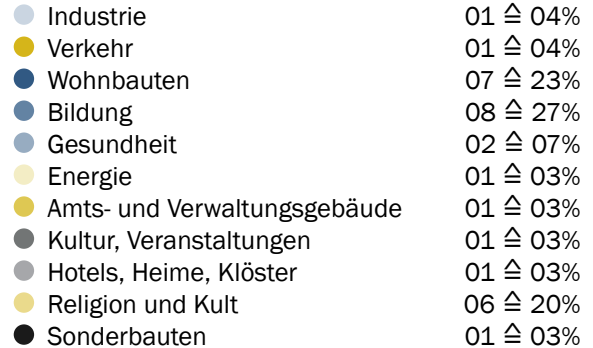 Industrie 01 ≙ 04%
Verkehr 01 ≙ 04%
Wohnbauten 07 ≙ 23%
Bildung 08 ≙ 27%
Gesundheit 02 ≙ 07%
Energie 01 ≙ 03%
Amts- und Verwaltungsgebäude 01 ≙ 03%
Kultur, Veranstaltungen 01 ≙ 03%
Hotels, Heime, Klöster 01 ≙ 03%
Religion und Kult 06 ≙ 20%
Sonderbauten 01 ≙ 03%